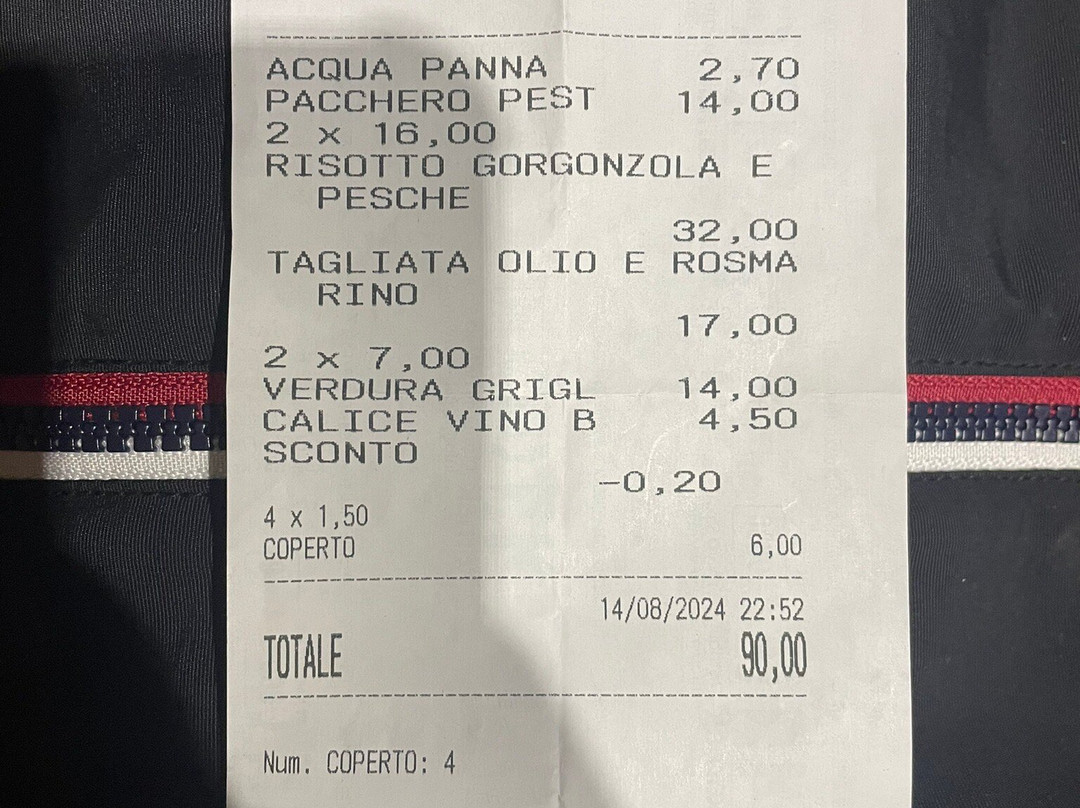 ACQUA PANNA 2,70
PACCHERO PEST 14,00
2 x 16,00
RISOTTO GORGONZOLA E
PESCHE
32,00
TAGLIATA OLIO E ROSMA
RINO
17,00
2 x 7,00
VERDURA GRIGL 14,00
CALICE VINO B 4,50
SCONTO
-0,20
4 x 1,50
COPERTO 6,00
14/08/2024 22:52
TOTALE 90,00
Num. COPERTO: 4